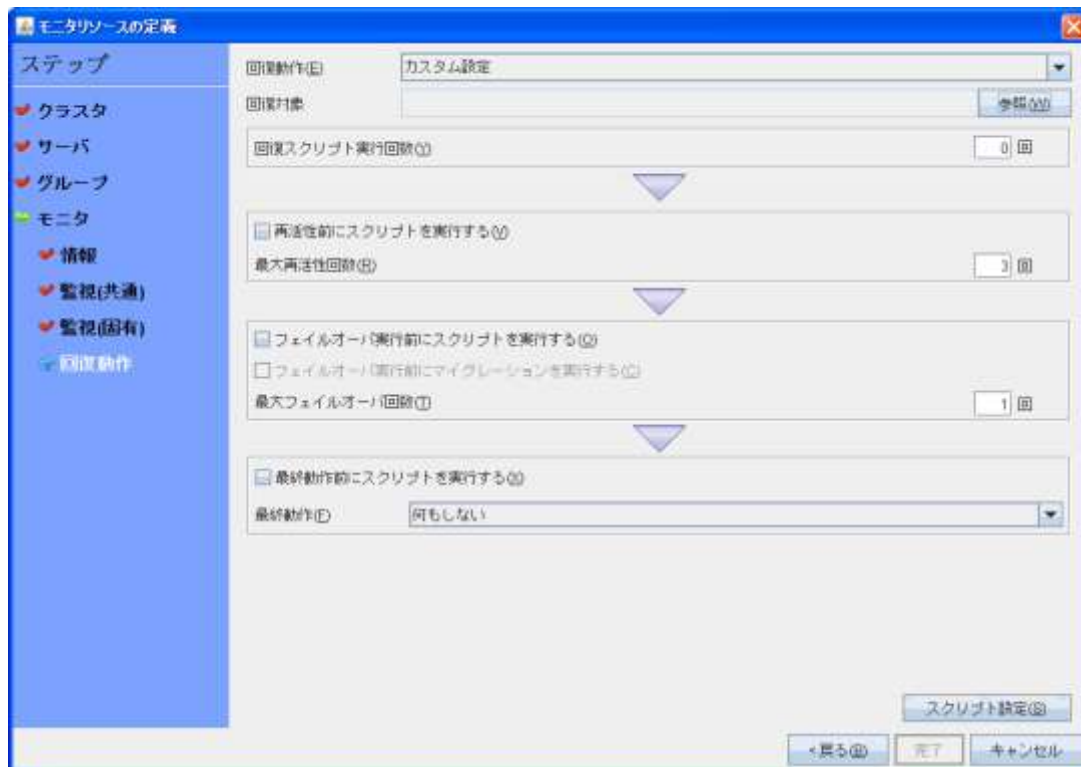 モニタリソースの定義
ステップ
クラスタ
サーバ
グループ
モニタ
情報
監視(共通)
監視(固有)
回復動作
回復動作(E) カスタム設定
回復対象 参照(W)
回復スクリプト実行回数(Y) 0 回
再活性前にスクリプトを実行する(V)
最大再活性回数(R) 3 回
フェイルオーバ実行前にスクリプトを実行する(O)
フェイルオーバ実行前にマイグレーションを実行する(C)
最大フェイルオーバ回数(T) 1 回
最終動作前にスクリプトを実行する(X)
最終動作(F) 何もしない
スクリプト設定(S)
<戻る(B) 完了 キャンセル